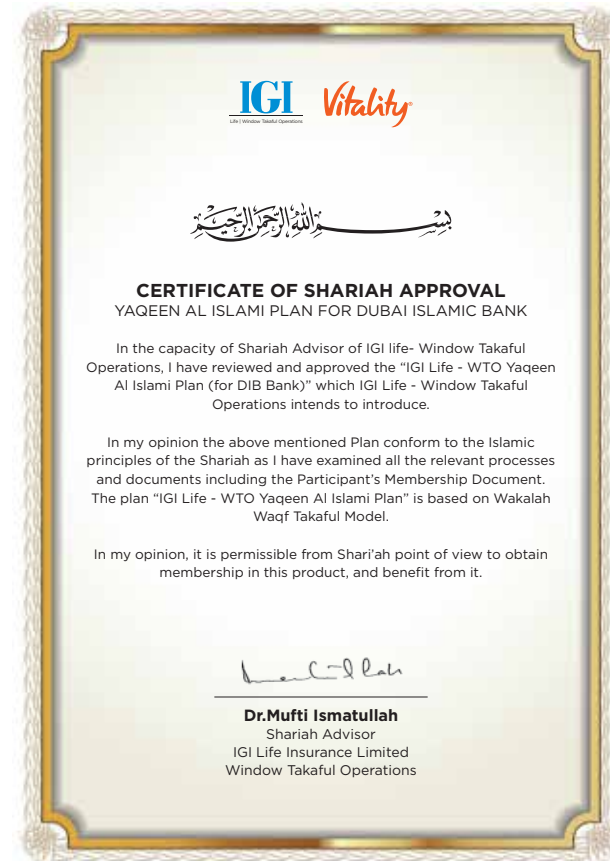 IGI Vitality
Life | Window Takaful Operations
بسم الله الرحمن الرحيم
CERTIFICATE OF SHARIAH APPROVAL
YAQEEN AL ISLAMI PLAN FOR DUBAI ISLAMIC BANK
In the capacity of Shariah Advisor of IGI life- Window Takaful
Operations, I have reviewed and approved the “IGI Life - WTO Yaqeen
Al Islami Plan (for DIB Bank)” which IGI Life - Window Takaful
Operations intends to introduce.
In my opinion the above mentioned Plan conform to the Islamic
principles of the Shariah as I have examined all the relevant processes
and documents including the Participant’s Membership Document.
The plan “IGI Life - WTO Yaqeen Al Islami Plan” is based on Wakalah
Waqf Takaful Model.
In my opinion, it is permissible from Shari’ah point of view to obtain
membership in this product, and benefit from it.
Dr.Mufti Ismatullah
Shariah Advisor
IGI Life Insurance Limited
Window Takaful Operations